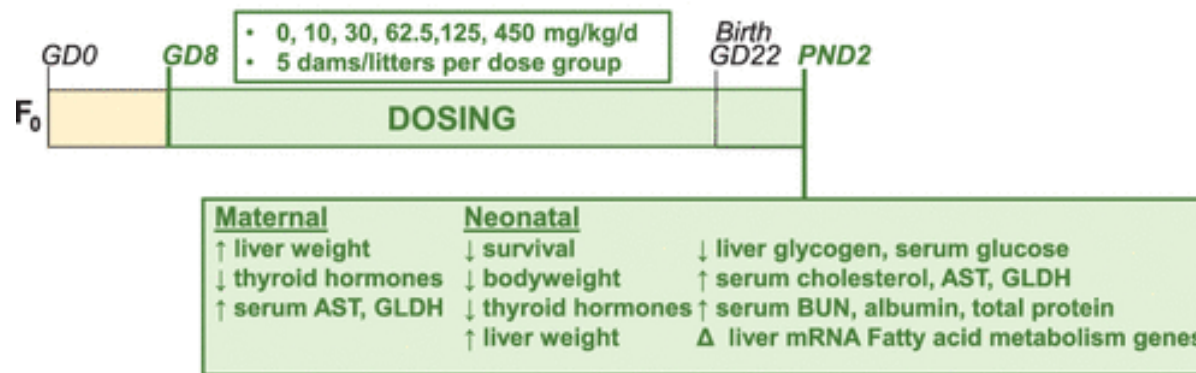 • 0, 10, 30, 62.5,125, 450 mg/kg/d
• 5 dams/litters per dose group
GD0
GD8
Birth
GD22
PND2
F0
DOSING
Maternal
↑ liver weight
↓ thyroid hormones
↑ serum AST, GLDH
Neonatal
↓ survival
↓ bodyweight
↓ thyroid hormones
↑ liver weight
↓ liver glycogen, serum glucose
↑ serum cholesterol, AST, GLDH
↑ serum BUN, albumin, total protein
Δ liver mRNA Fatty acid metabolism genes